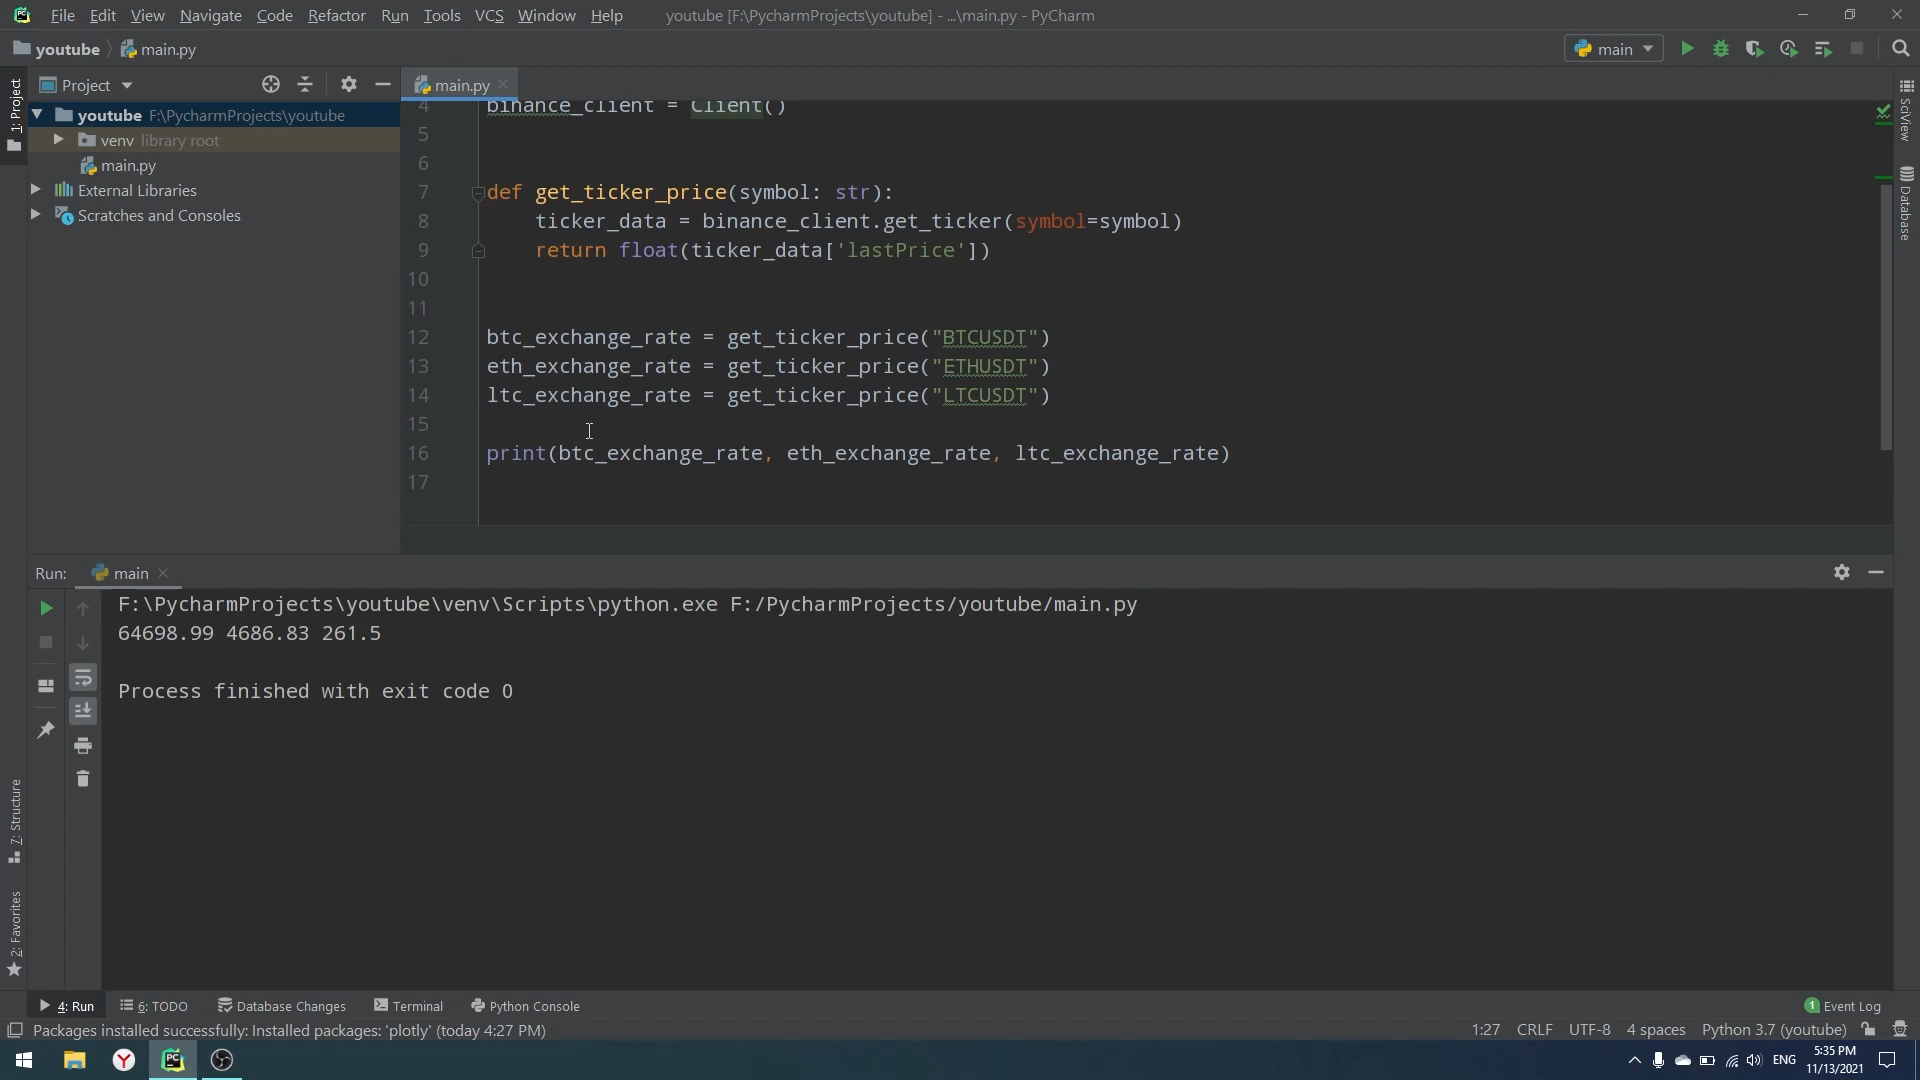 File Edit View Navigate Code Refactor Run Tools VCS Window Help youtube [F:\PycharmProjects\youtube] - ...\main.py - PyCharm
youtube main.py main
1: Project Project main.py
youtube F:\PycharmProjects\youtube
venv library root
main.py
External Libraries
Scratches and Consoles
4 binance_client = Client()
5
6
7 def get_ticker_price(symbol: str):
8 ticker_data = binance_client.get_ticker(symbol=symbol)
9 return float(ticker_data['lastPrice'])
10
11
12 btc_exchange_rate = get_ticker_price("BTCUSDT")
13 eth_exchange_rate = get_ticker_price("ETHUSDT")
14 ltc_exchange_rate = get_ticker_price("LTCUSDT")
15
16 print(btc_exchange_rate, eth_exchange_rate, ltc_exchange_rate)
17
SciView
Database
Run: main
F:\PycharmProjects\youtube\venv\Scripts\python.exe F:/PycharmProjects/youtube/main.py
64698.99 4686.83 261.5
Process finished with exit code 0
7: Structure
2: Favorites
4: Run 6: TODO Database Changes Terminal Python Console 1 Event Log
Packages installed successfully: Installed packages: 'plotly' (today 4:27 PM) 1:27 CRLF UTF-8 4 spaces Python 3.7 (youtube)
ENG 5:35 PM
11/13/2021